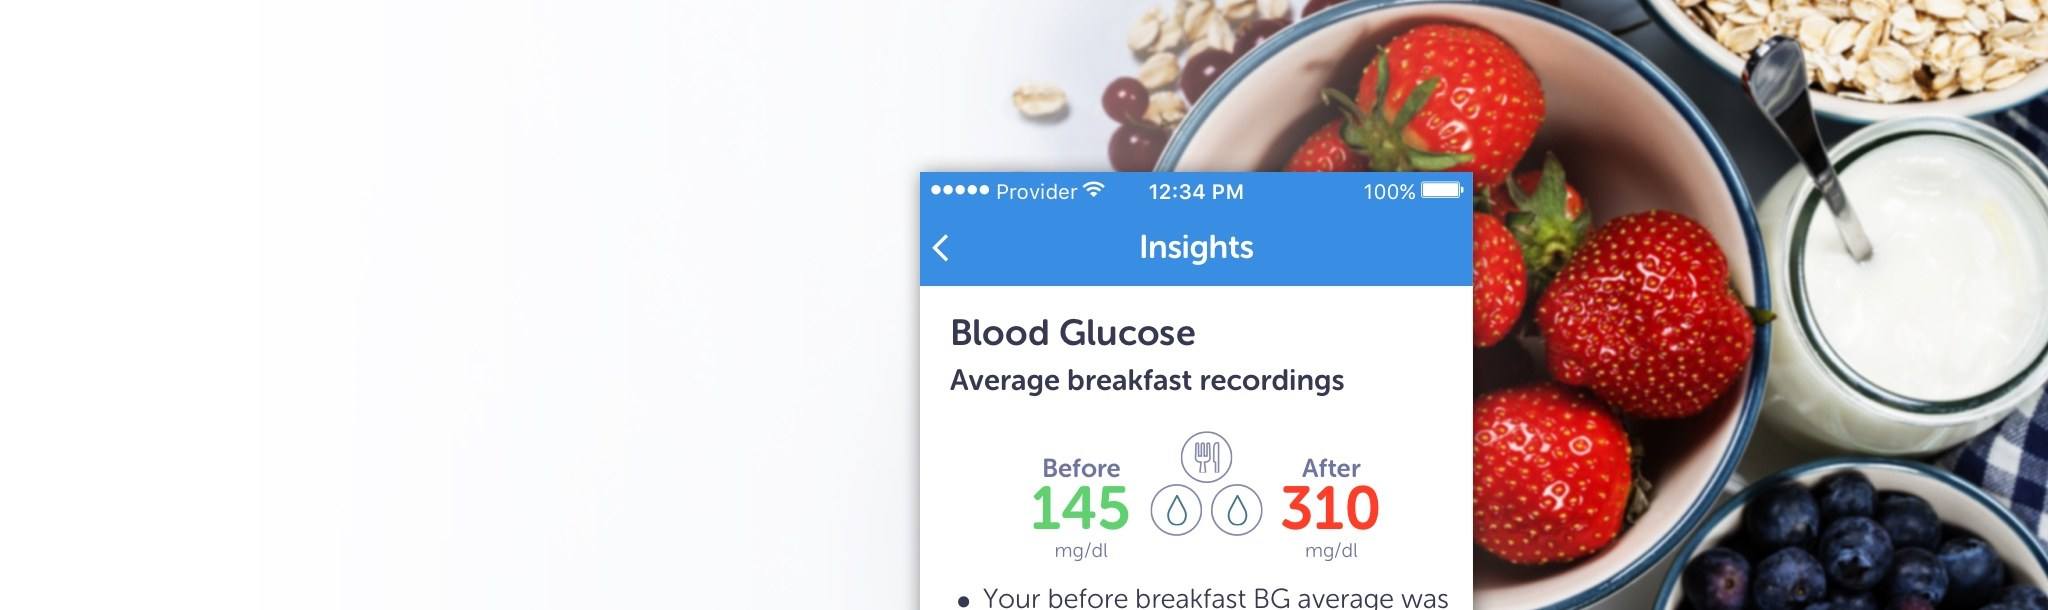 Provider 12:34 PM 100%
Insights
Blood Glucose
Average breakfast recordings
Before After
145 310
mg/dl mg/dl
• Your before breakfast BG average was